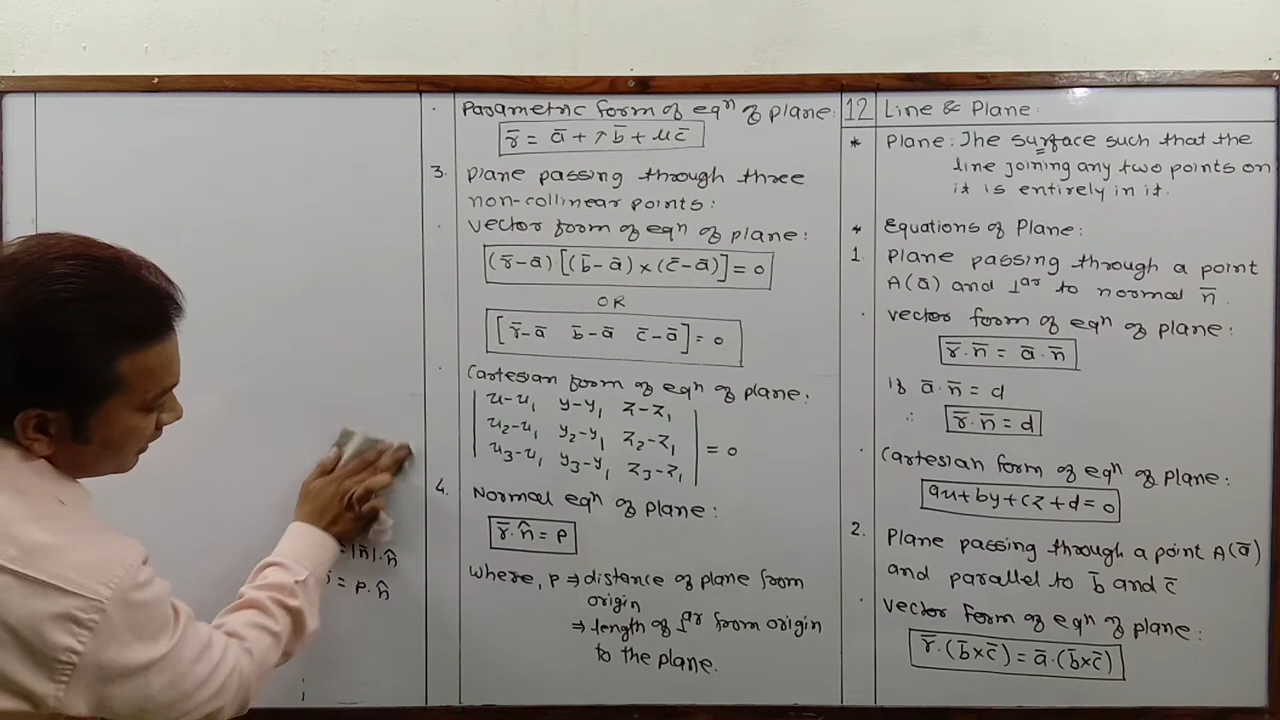 12 Line & Plane:
* Plane: The surface such that the
line joining any two points on
it is entirely in it.
* Equations of Plane:
1. Plane passing through a point
A(ā) and ⊥ar to normal n̄.
· vector form of eqn of plane:
r̄.n̄ = ā.n̄
if ā.n̄ = d
∴ r̄.n̄ = d
· Cartesian form of eqn of plane:
ax+by+cz+d=0
2. Plane passing through a point A(ā)
and parallel to b̄ and c̄
· vector form of eqn of plane:
r̄.(b̄×c̄) = ā.(b̄×c̄)
· Parametric form of eqn of plane:
r̄ = ā + λb̄ + μc̄
3. Plane passing through three
non-collinear points:
· vector form of eqn of plane:
(r̄-ā).[(b̄-ā)×(c̄-ā)] = 0
OR
[r̄-ā b̄-ā c̄-ā] = 0
· Cartesian form of eqn of plane:
| x-x₁ y-y₁ z-z₁ |
| x₂-x₁ y₂-y₁ z₂-z₁ | = 0
| x₃-x₁ y₃-y₁ z₃-z₁ |
4. Normal eqn of plane:
r̄.n̂ = p
where, p ⇒ distance of plane from
origin
⇒ length of ⊥ar from origin
to the plane.
= |n̄|.n̂
= p.n̂